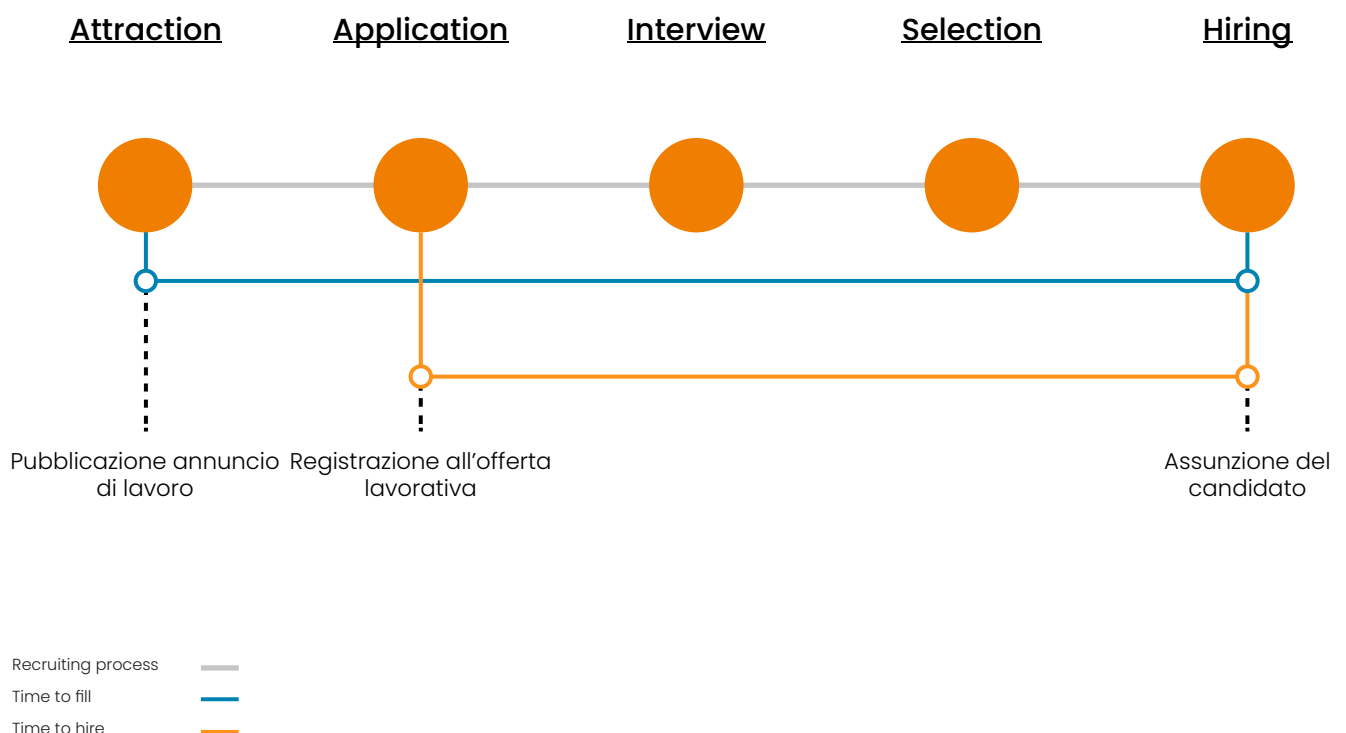 Attraction
Application
Interview
Selection
Hiring
Pubblicazione annuncio
di lavoro
Registrazione all’offerta
lavorativa
Assunzione del
candidato
Recruiting process
Time to fill
Time to hire